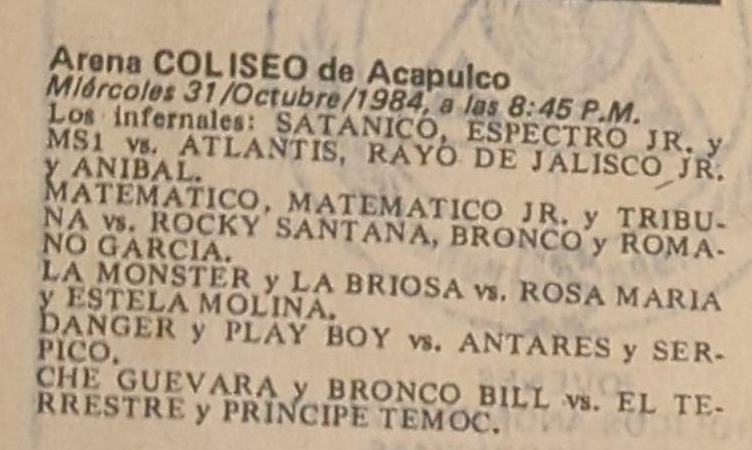 Arena COLISEO de Acapulco
Miércoles 31/Octubre/1984, a las 8:45 P.M.
Los infernales: SATANICO, ESPECTRO JR. y
MS1 vs. ATLANTIS, RAYO DE JALISCO JR.
y ANIBAL.
MATEMATICO, MATEMATICO JR. y TRIBU-
NA vs. ROCKY SANTANA, BRONCO y ROMA-
NO GARCIA.
LA MONSTER y LA BRIOSA vs. ROSA MARIA
y ESTELA MOLINA.
DANGER y PLAY BOY vs. ANTARES y SER-
PICO.
CHE GUEVARA y BRONCO BILL vs. EL TE-
RRESTRE y PRINCIPE TEMOC.